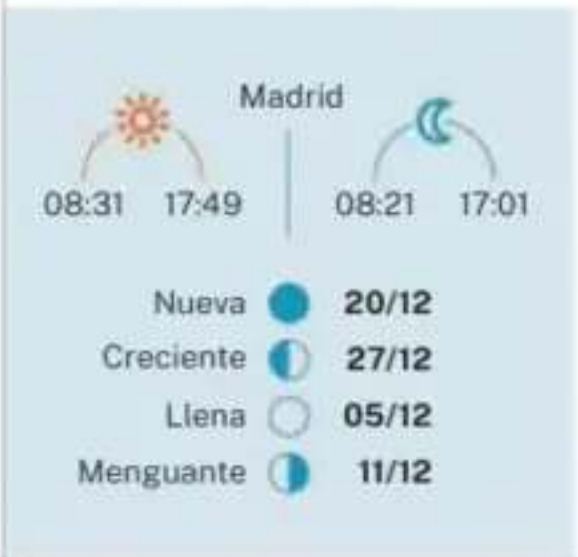 Madrid
08:31 17:49 08:21 17:01
Nueva 20/12
Creciente 27/12
Llena 05/12
Menguante 11/12